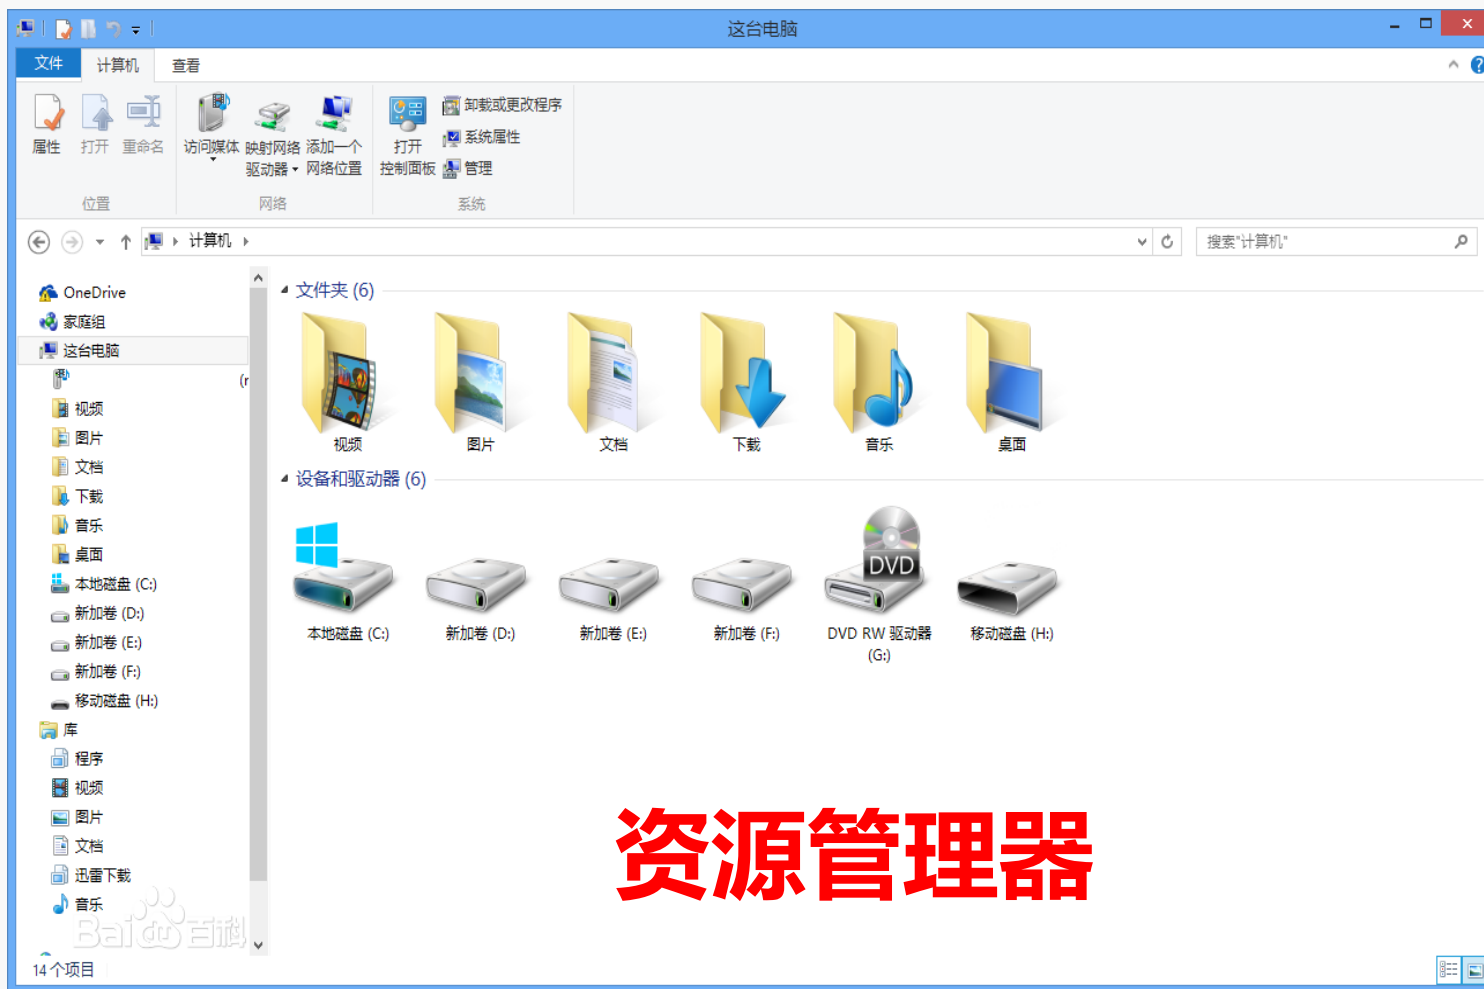 这台电脑
文件
计算机
查看
属性
打开
重命名
位置
访问媒体
映射网络
驱动器
添加一个
网络位置
网络
打开
控制面板
卸载或更改程序
系统属性
管理
系统
计算机
搜索"计算机"
OneDrive
家庭组
这台电脑
(r
视频
图片
文档
下载
音乐
桌面
本地磁盘 (C:)
新加卷 (D:)
新加卷 (E:)
新加卷 (F:)
移动磁盘 (H:)
库
程序
视频
图片
文档
迅雷下载
音乐
Bai du 百科
14 个项目
文件夹 (6)
视频
图片
文档
下载
音乐
桌面
设备和驱动器 (6)
本地磁盘 (C:)
新加卷 (D:)
新加卷 (E:)
新加卷 (F:)
DVD
DVD RW 驱动器
(G:)
移动磁盘 (H:)
资源管理器